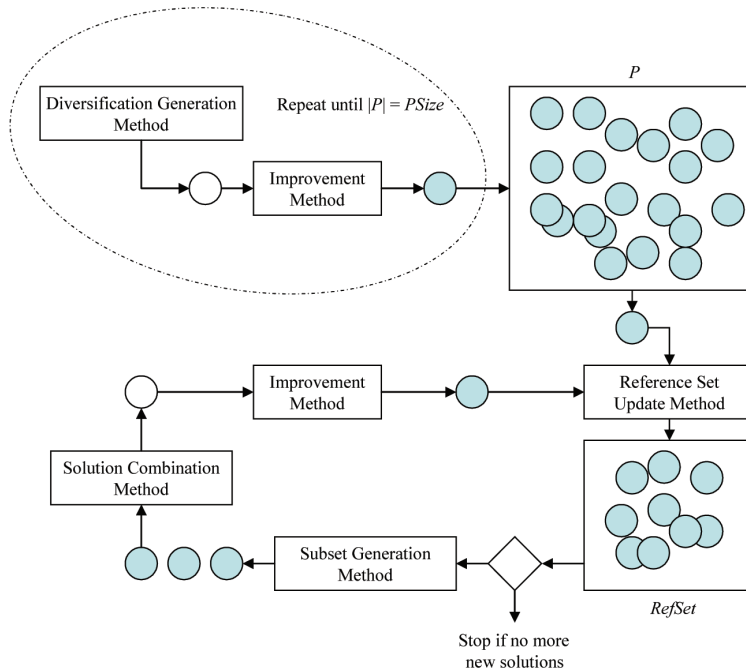 P
Diversification Generation
Method
Repeat until |P| = PSize
Improvement
Method
Improvement
Method
Reference Set
Update Method
Solution Combination
Method
Subset Generation
Method
RefSet
Stop if no more
new solutions